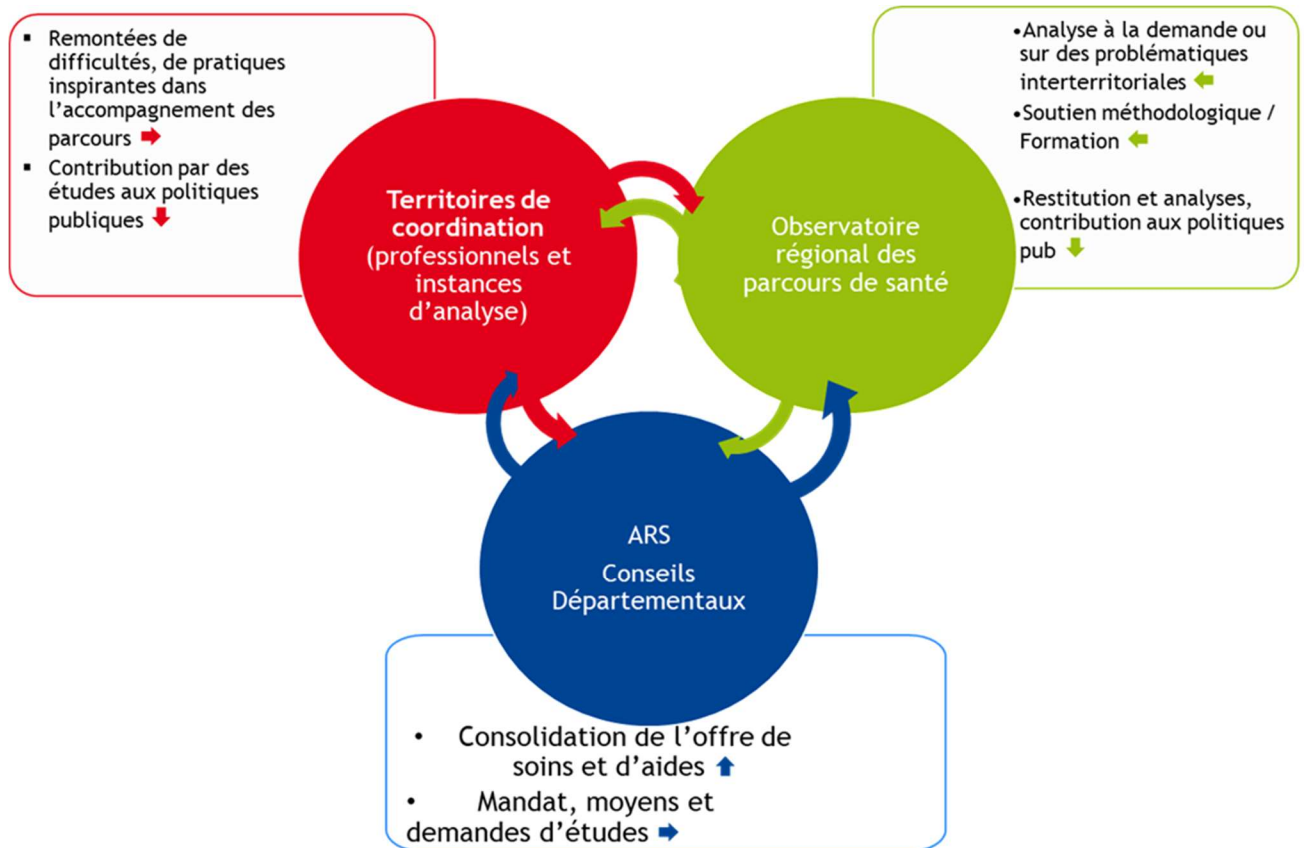 ▪ Remontées de
difficultés, de pratiques
inspirantes dans
l’accompagnement des
parcours
▪ Contribution par des
études aux politiques
publiques
Territoires de
coordination
(professionnels et
instances
d’analyse)
Observatoire
régional des
parcours de santé
•Analyse à la demande ou
sur des problématiques
interterritoriales
•Soutien méthodologique /
Formation
•Restitution et analyses,
contribution aux politiques
pub
ARS
Conseils
Départementaux
• Consolidation de l’offre de
soins et d’aides
• Mandat, moyens et
demandes d’études